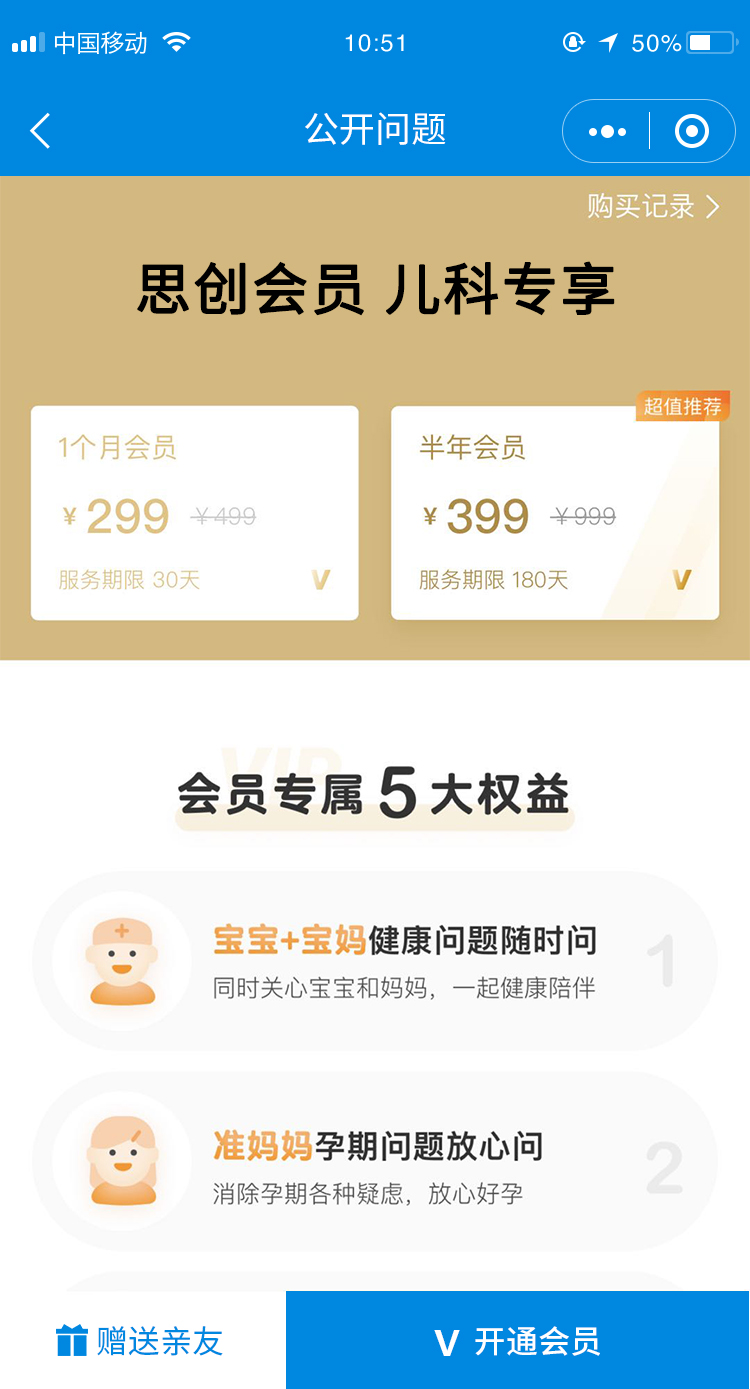 中国移动 10:51 50%
公开问题
购买记录
思创会员 儿科专享
超值推荐
1个月会员
¥ 299 ¥499
服务期限 30天
半年会员
¥ 399 ¥999
服务期限 180天
VIP
会员专属5大权益
宝宝+宝妈健康问题随时问
同时关心宝宝和妈妈，一起健康陪伴
1
准妈妈孕期问题放心问
消除孕期各种疑虑，放心好孕
2
赠送亲友
V 开通会员